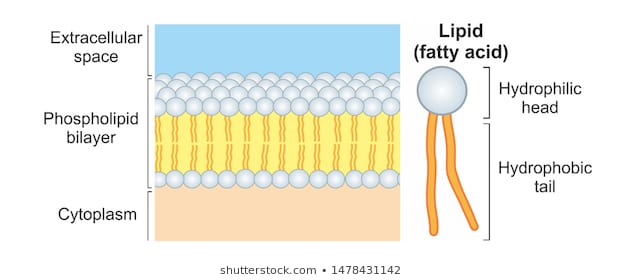 Extracellular
space
Phospholipid
bilayer
Cytoplasm
Lipid
(fatty acid)
Hydrophilic
head
Hydrophobic
tail
shutterstock.com • 1478431142